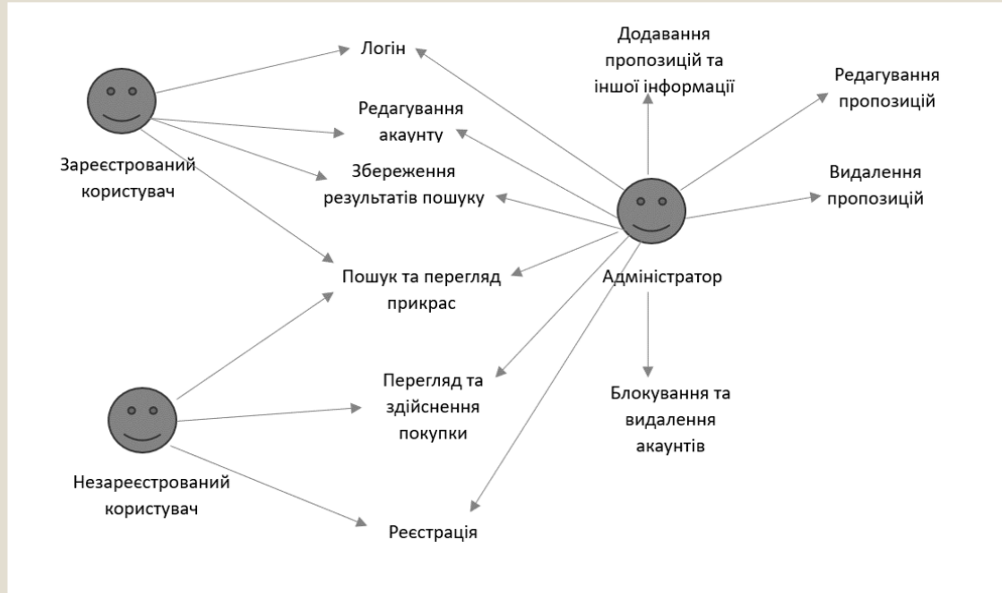 Логін
Додавання
пропозицій та
іншої інформації
Редагування
пропозицій
Редагування
акаунту
Зареєстрований
користувач
Збереження
результатів пошуку
Видалення
пропозицій
Пошук та перегляд
прикрас
Адміністратор
Перегляд та
здійснення
покупки
Блокування та
видалення
акаунтів
Незареєстрований
користувач
Реєстрація